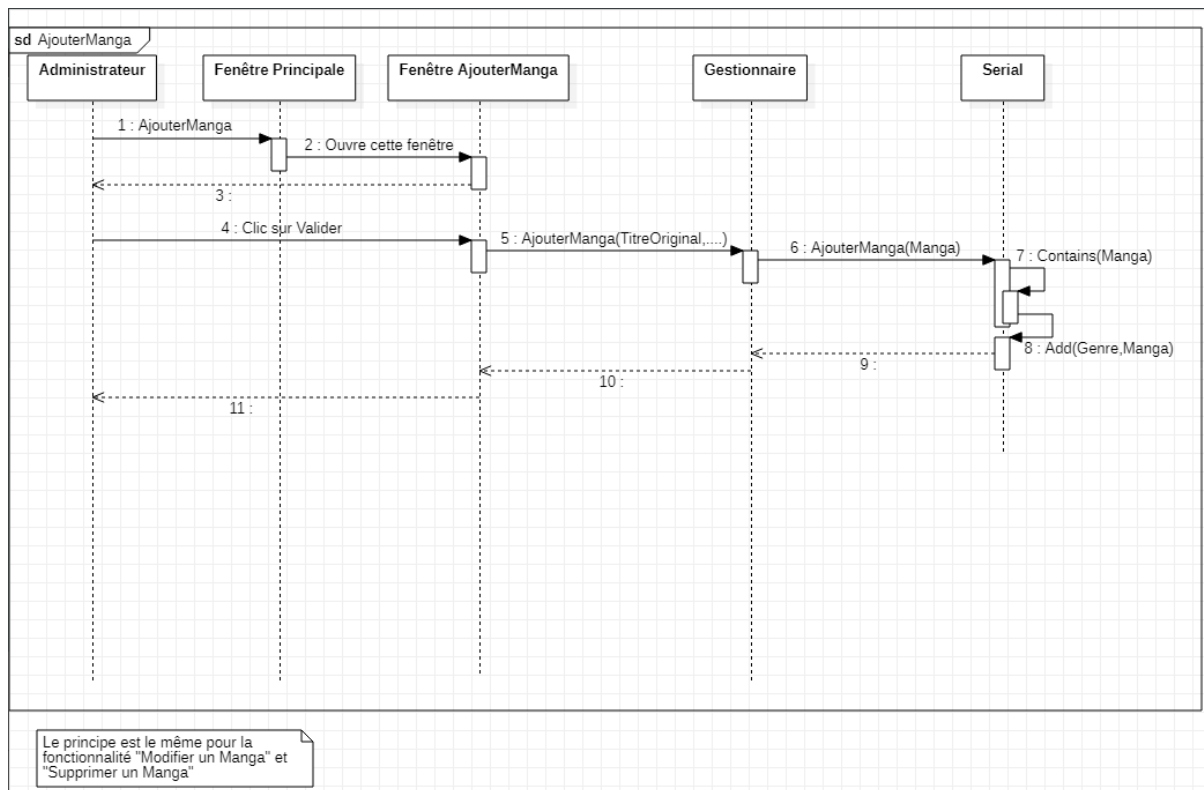 sd AjouterManga
Administrateur
Fenêtre Principale
Fenêtre AjouterManga
Gestionnaire
Serial
1 : AjouterManga
2 : Ouvre cette fenêtre
3 :
4 : Clic sur Valider
5 : AjouterManga(TitreOriginal,....)
6 : AjouterManga(Manga)
7 : Contains(Manga)
8 : Add(Genre,Manga)
9 :
10 :
11 :
Le principe est le même pour la
fonctionnalité "Modifier un Manga" et
"Supprimer un Manga"